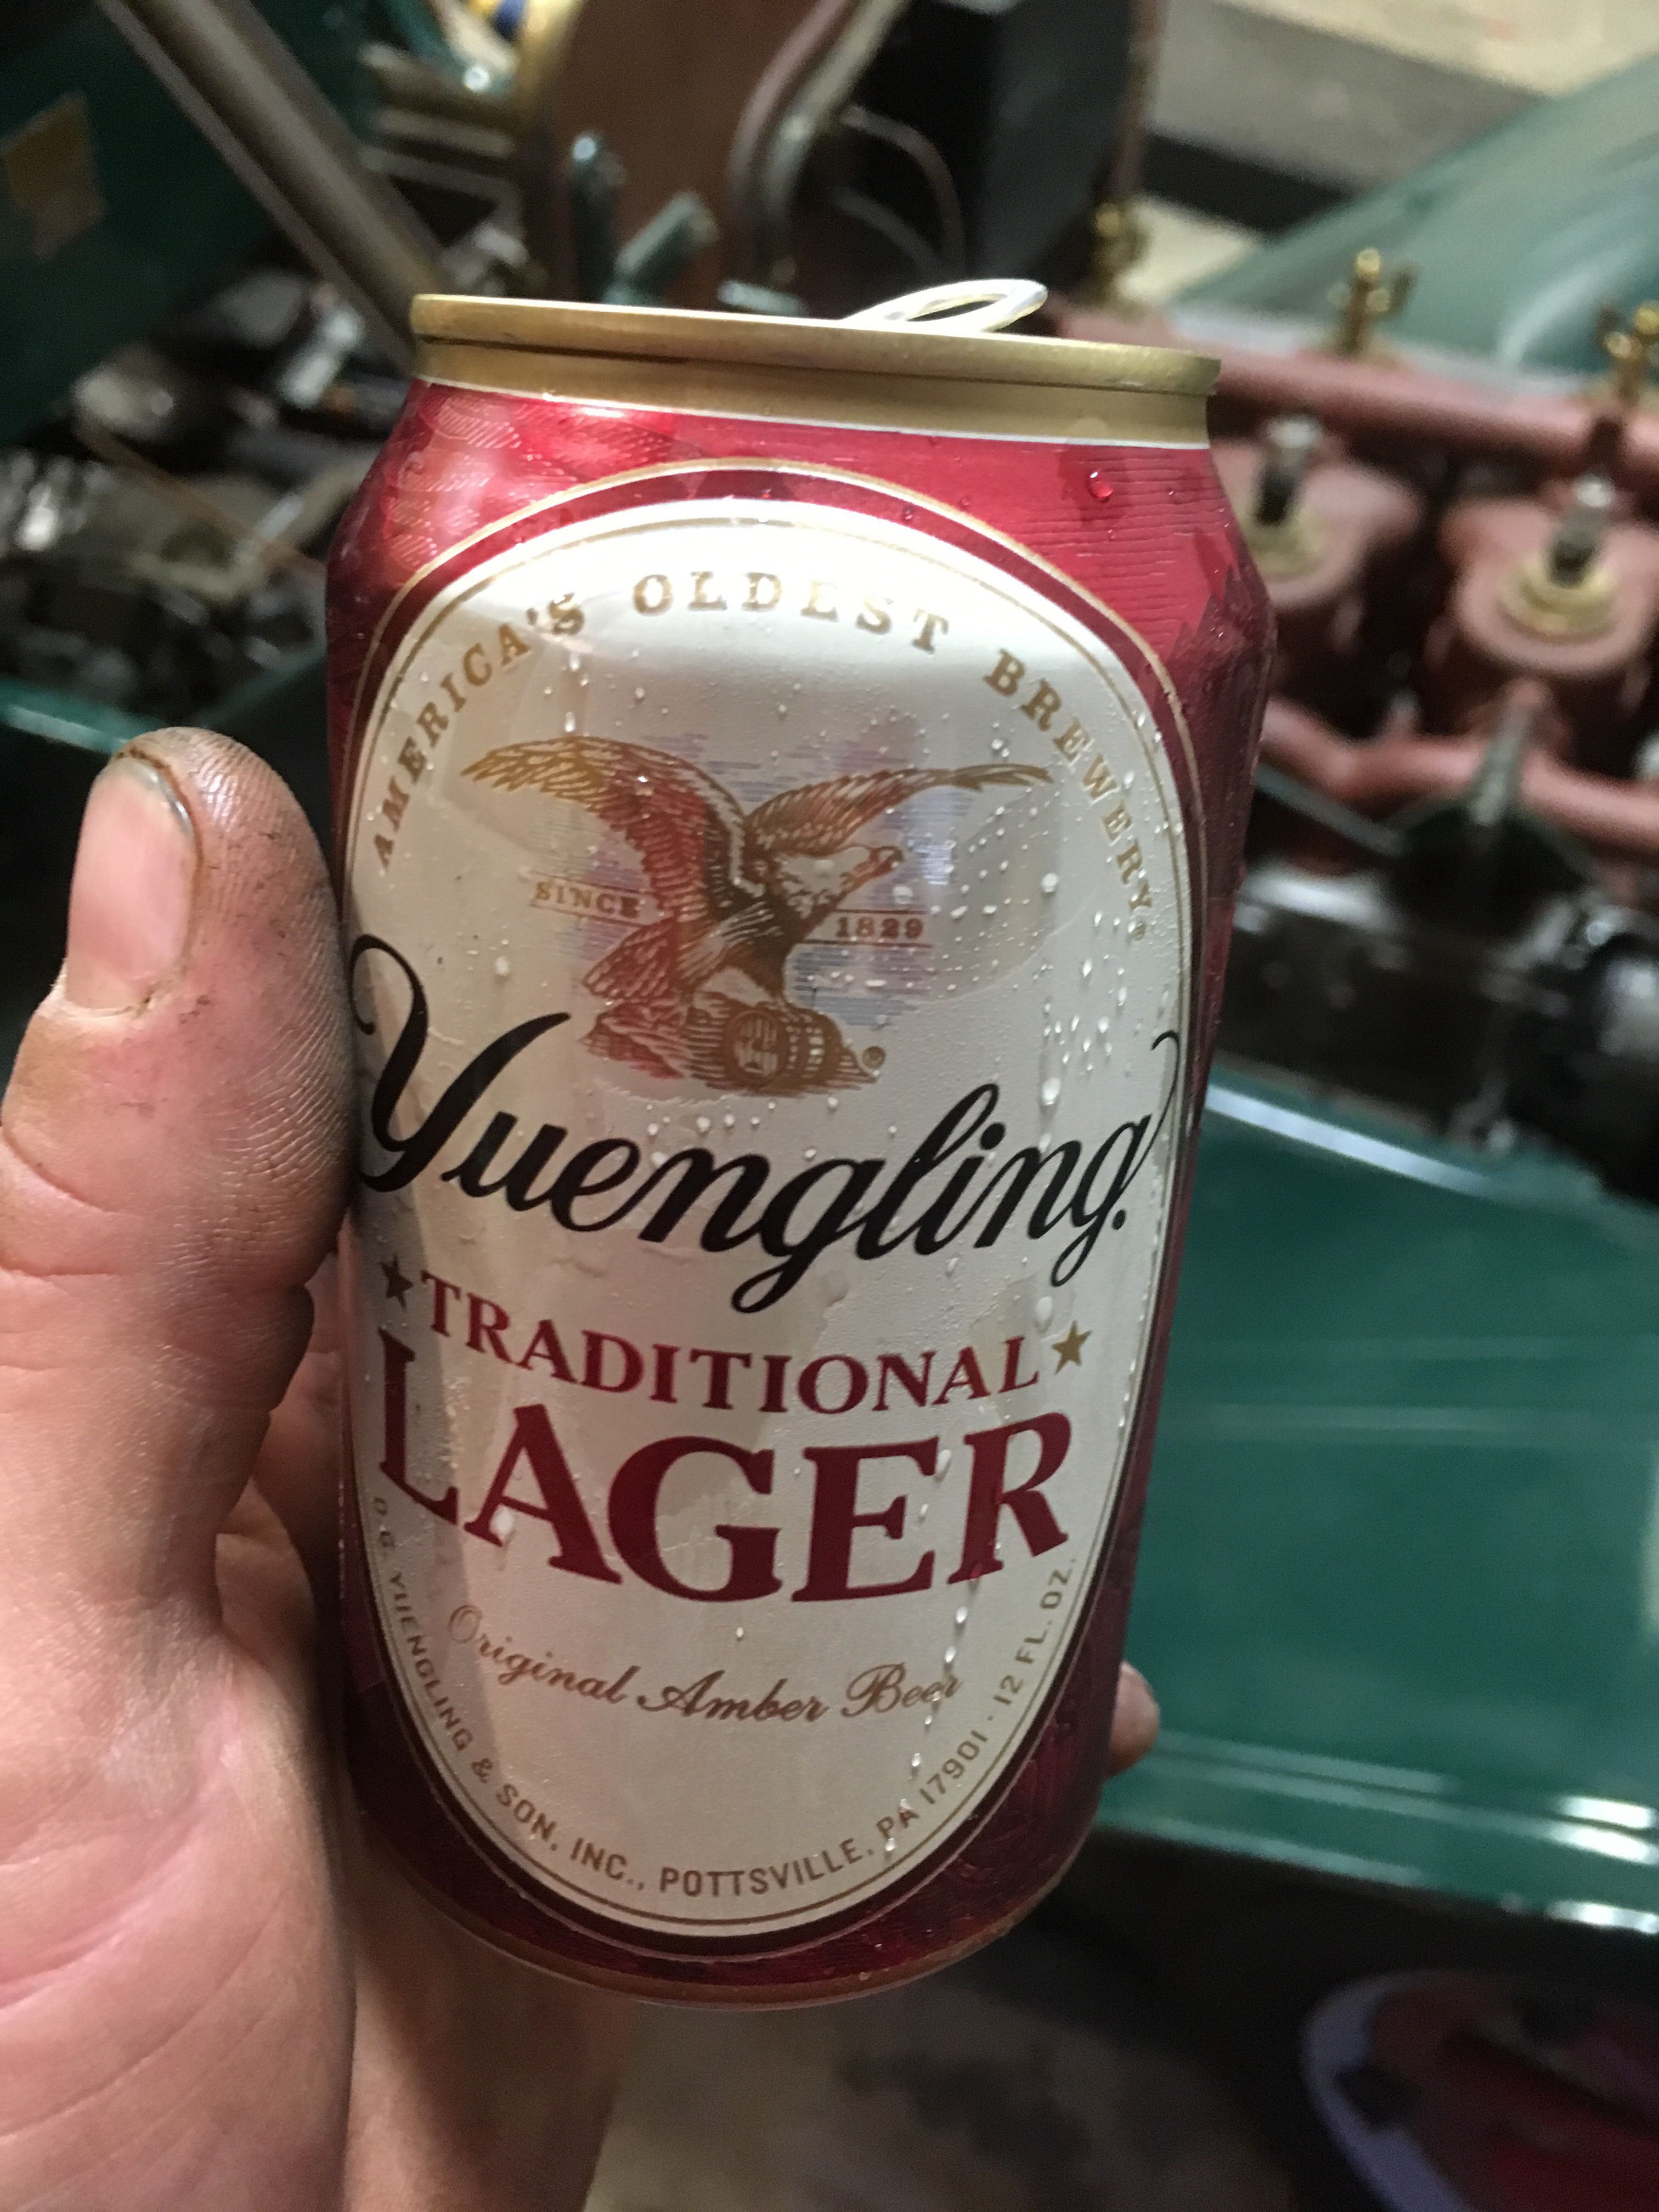 AMERICA'S OLDEST BREWERY®
SINCE 1829
®
Yuengling®
TRADITIONAL
LAGER
Original Amber Beer
D.G. YUENGLING & SON, INC., POTTSVILLE, PA 17901 · 12 FL. OZ.